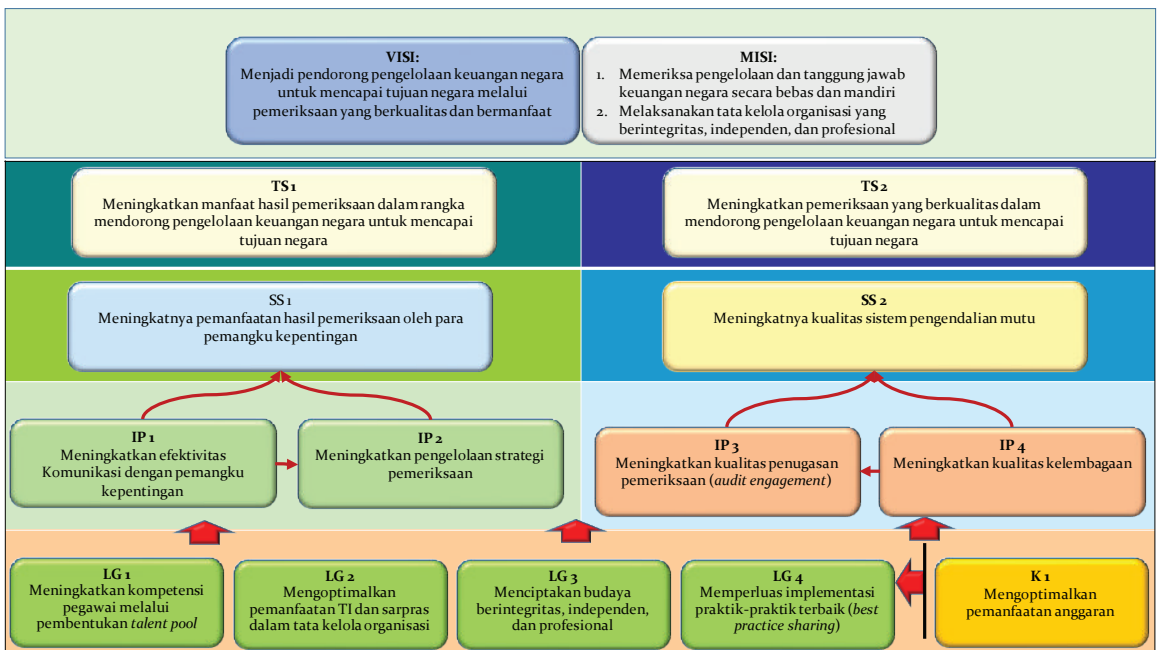 VISI:
Menjadi pendorong pengelolaan keuangan negara
untuk mencapai tujuan negara melalui
pemeriksaan yang berkualitas dan bermanfaat
MISI:
1. Memeriksa pengelolaan dan tanggung jawab
keuangan negara secara bebas dan mandiri
2. Melaksanakan tata kelola organisasi yang
berintegritas, independen, dan profesional
TS 1
Meningkatkan manfaat hasil pemeriksaan dalam rangka
mendorong pengelolaan keuangan negara untuk mencapai
tujuan negara
TS 2
Meningkatkan pemeriksaan yang berkualitas dalam
mendorong pengelolaan keuangan negara untuk mencapai
tujuan negara
SS 1
Meningkatnya pemanfaatan hasil pemeriksaan oleh para
pemangku kepentingan
SS 2
Meningkatnya kualitas sistem pengendalian mutu
IP 1
Meningkatkan efektivitas
Komunikasi dengan pemangku
kepentingan
IP 2
Meningkatkan pengelolaan strategi
pemeriksaan
IP 3
Meningkatkan kualitas penugasan
pemeriksaan (audit engagement)
IP 4
Meningkatkan kualitas kelembagaan
LG 1
Meningkatkan kompetensi
pegawai melalui
pembentukan talent pool
LG 2
Mengoptimalkan
pemanfaatan TI dan sarpras
dalam tata kelola organisasi
LG 3
Menciptakan budaya
berintegritas, independen,
dan profesional
LG 4
Memperluas implementasi
praktik-praktik terbaik (best
practice sharing)
K 1
Mengoptimalkan
pemanfaatan anggaran